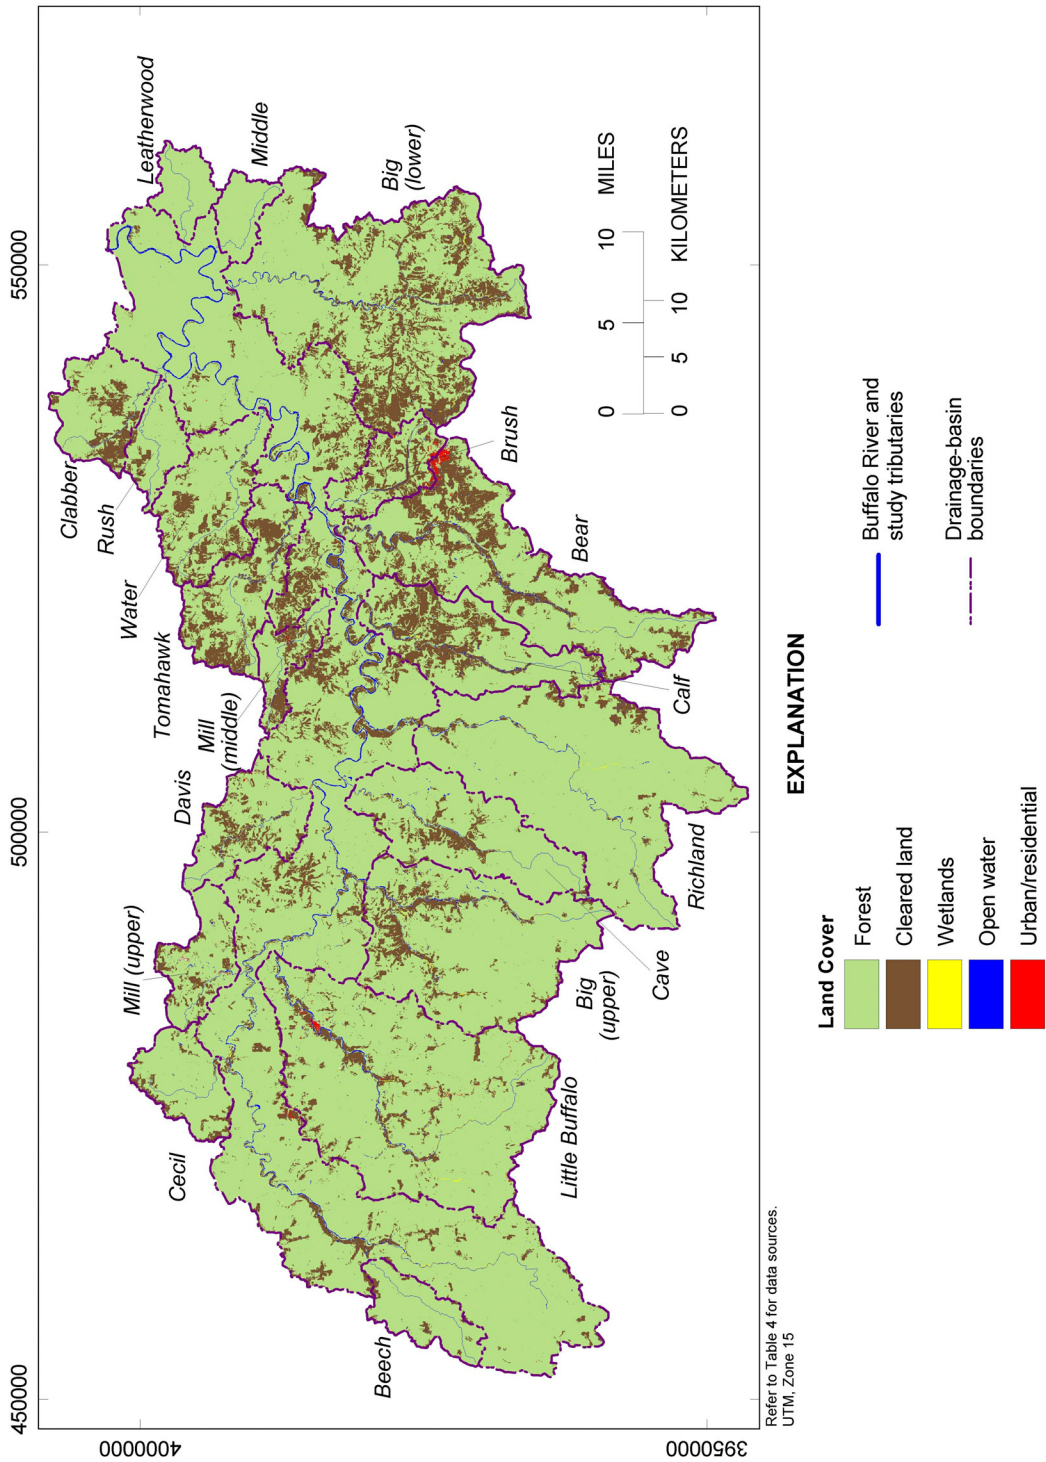 450000
500000
550000
4000000
3950000
Leatherwood
Middle
Clabber
Rush
Water
Tomahawk
Mill
(middle)
Davis
Mill (upper)
Cecil
Beech
Big
(lower)
Brush
Bear
Calf
Richland
Cave
Big
(upper)
Little Buffalo
0 5 10 MILES
0 5 10 KILOMETERS
Refer to Table 4 for data sources.
UTM, Zone 15
EXPLANATION
Land Cover
Forest
Cleared land
Wetlands
Open water
Urban/residential
Buffalo River and
study tributaries
Drainage-basin
boundaries